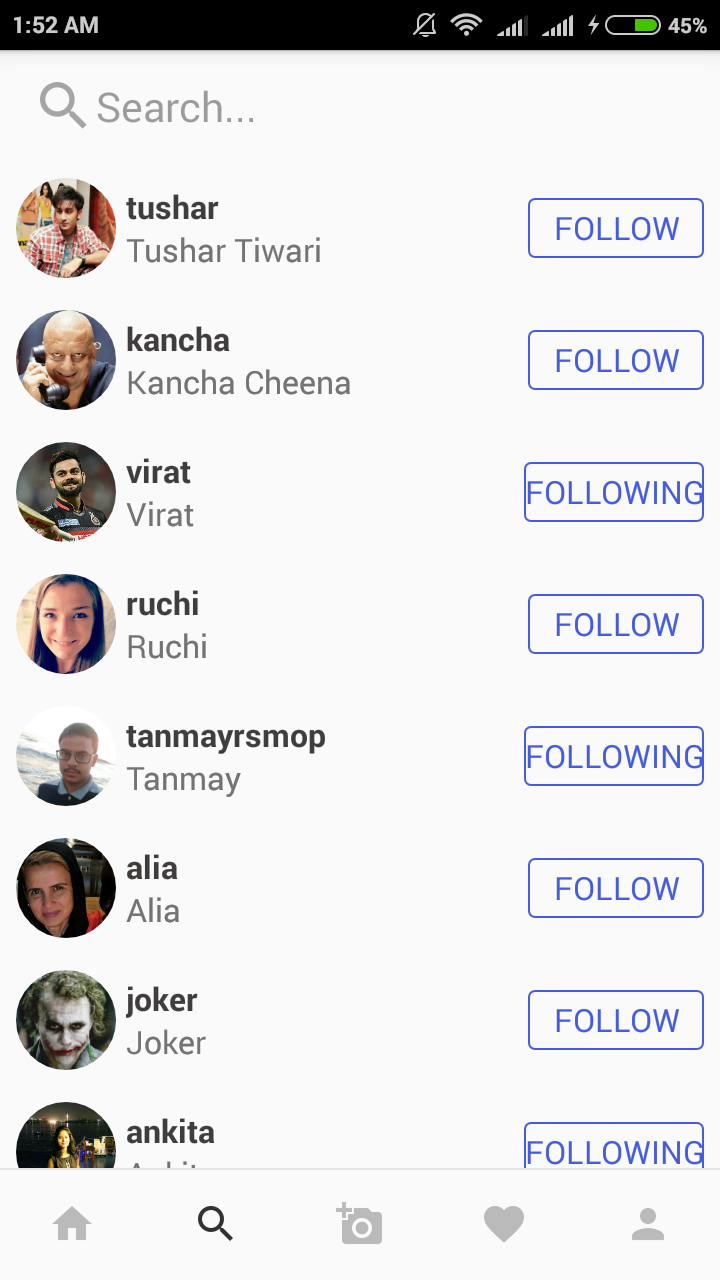 1:52 AM 45%
Search...
tushar
Tushar Tiwari
FOLLOW
kancha
Kancha Cheena
FOLLOW
virat
Virat
FOLLOWING
ruchi
Ruchi
FOLLOW
tanmayrsmop
Tanmay
FOLLOWING
alia
Alia
FOLLOW
joker
Joker
FOLLOW
ankita
FOLLOWING